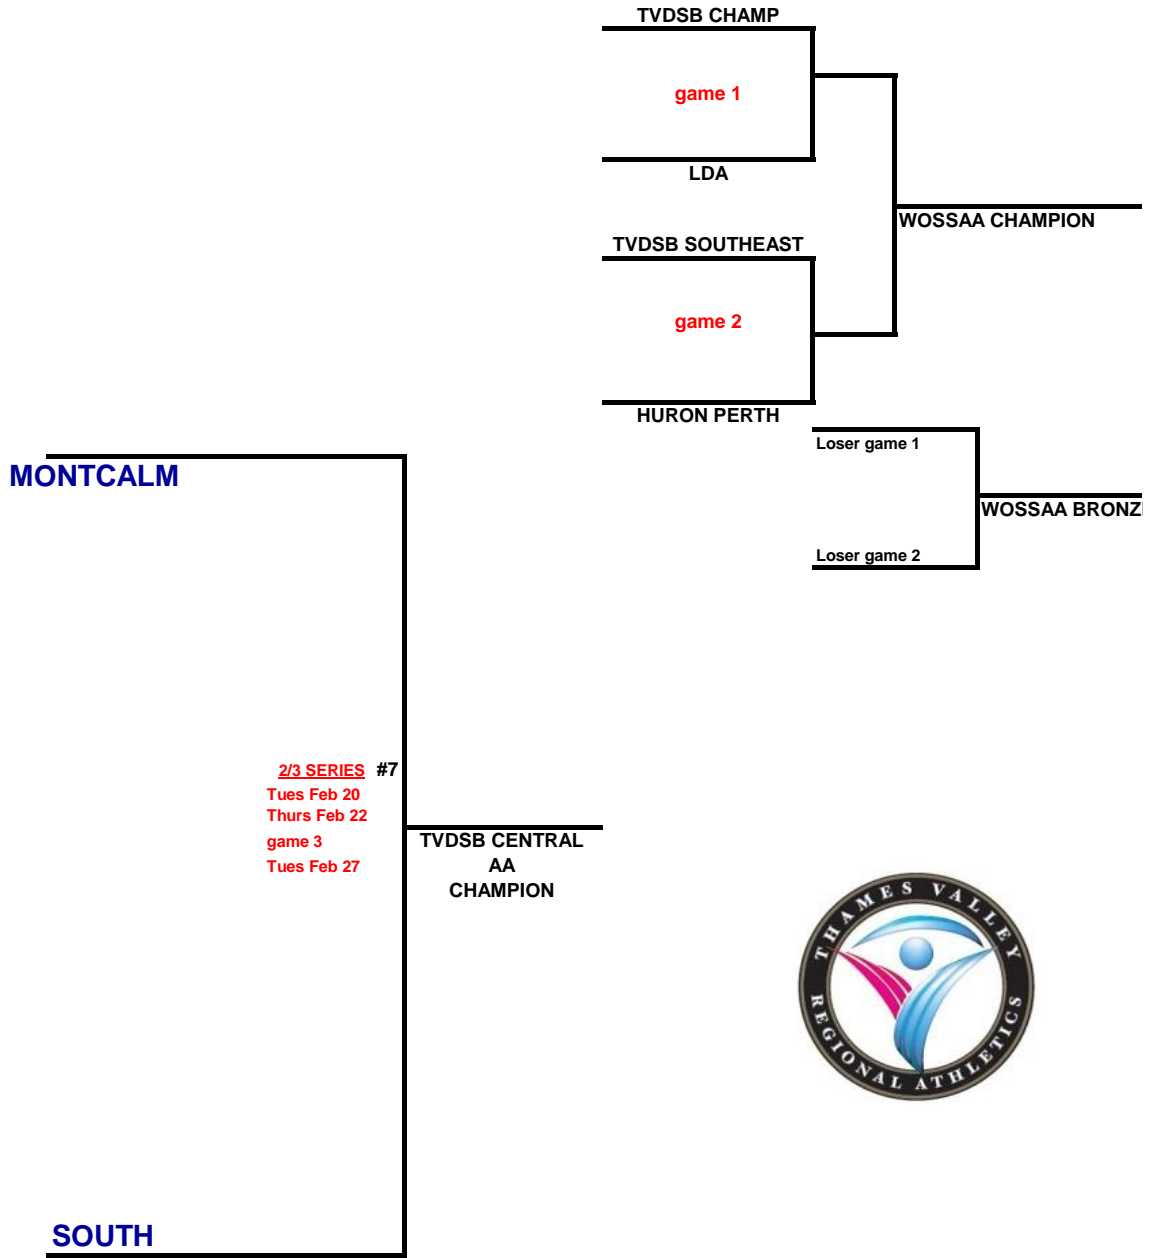 TVDSB CHAMP
game 1
LDA
WOSSAA CHAMPION
TVDSB SOUTHEAST
game 2
HURON PERTH
Loser game 1
MONTCALM
WOSSAA BRONZ
Loser game 2
2/3 SERIES #7
Tues Feb 20
Thurs Feb 22
game 3
Tues Feb 27
TVDSB CENTRAL
AA
CHAMPION
THAMES VALLEY
REGIONAL ATHLETICS
SOUTH